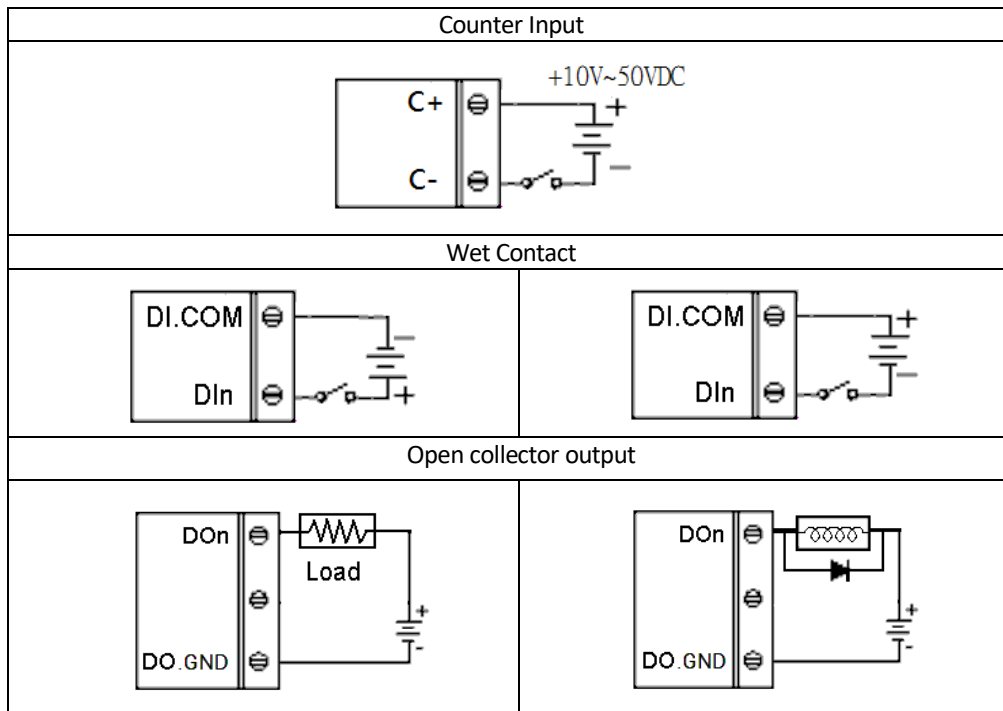 Counter Input
+10V~50VDC
C+
+
C-
−
Wet Contact
DI.COM
−
DIn
+
DI.COM
+
DIn
−
Open collector output
DOn
Load
+
-
DO.GND
DOn
+
-
DO.GND